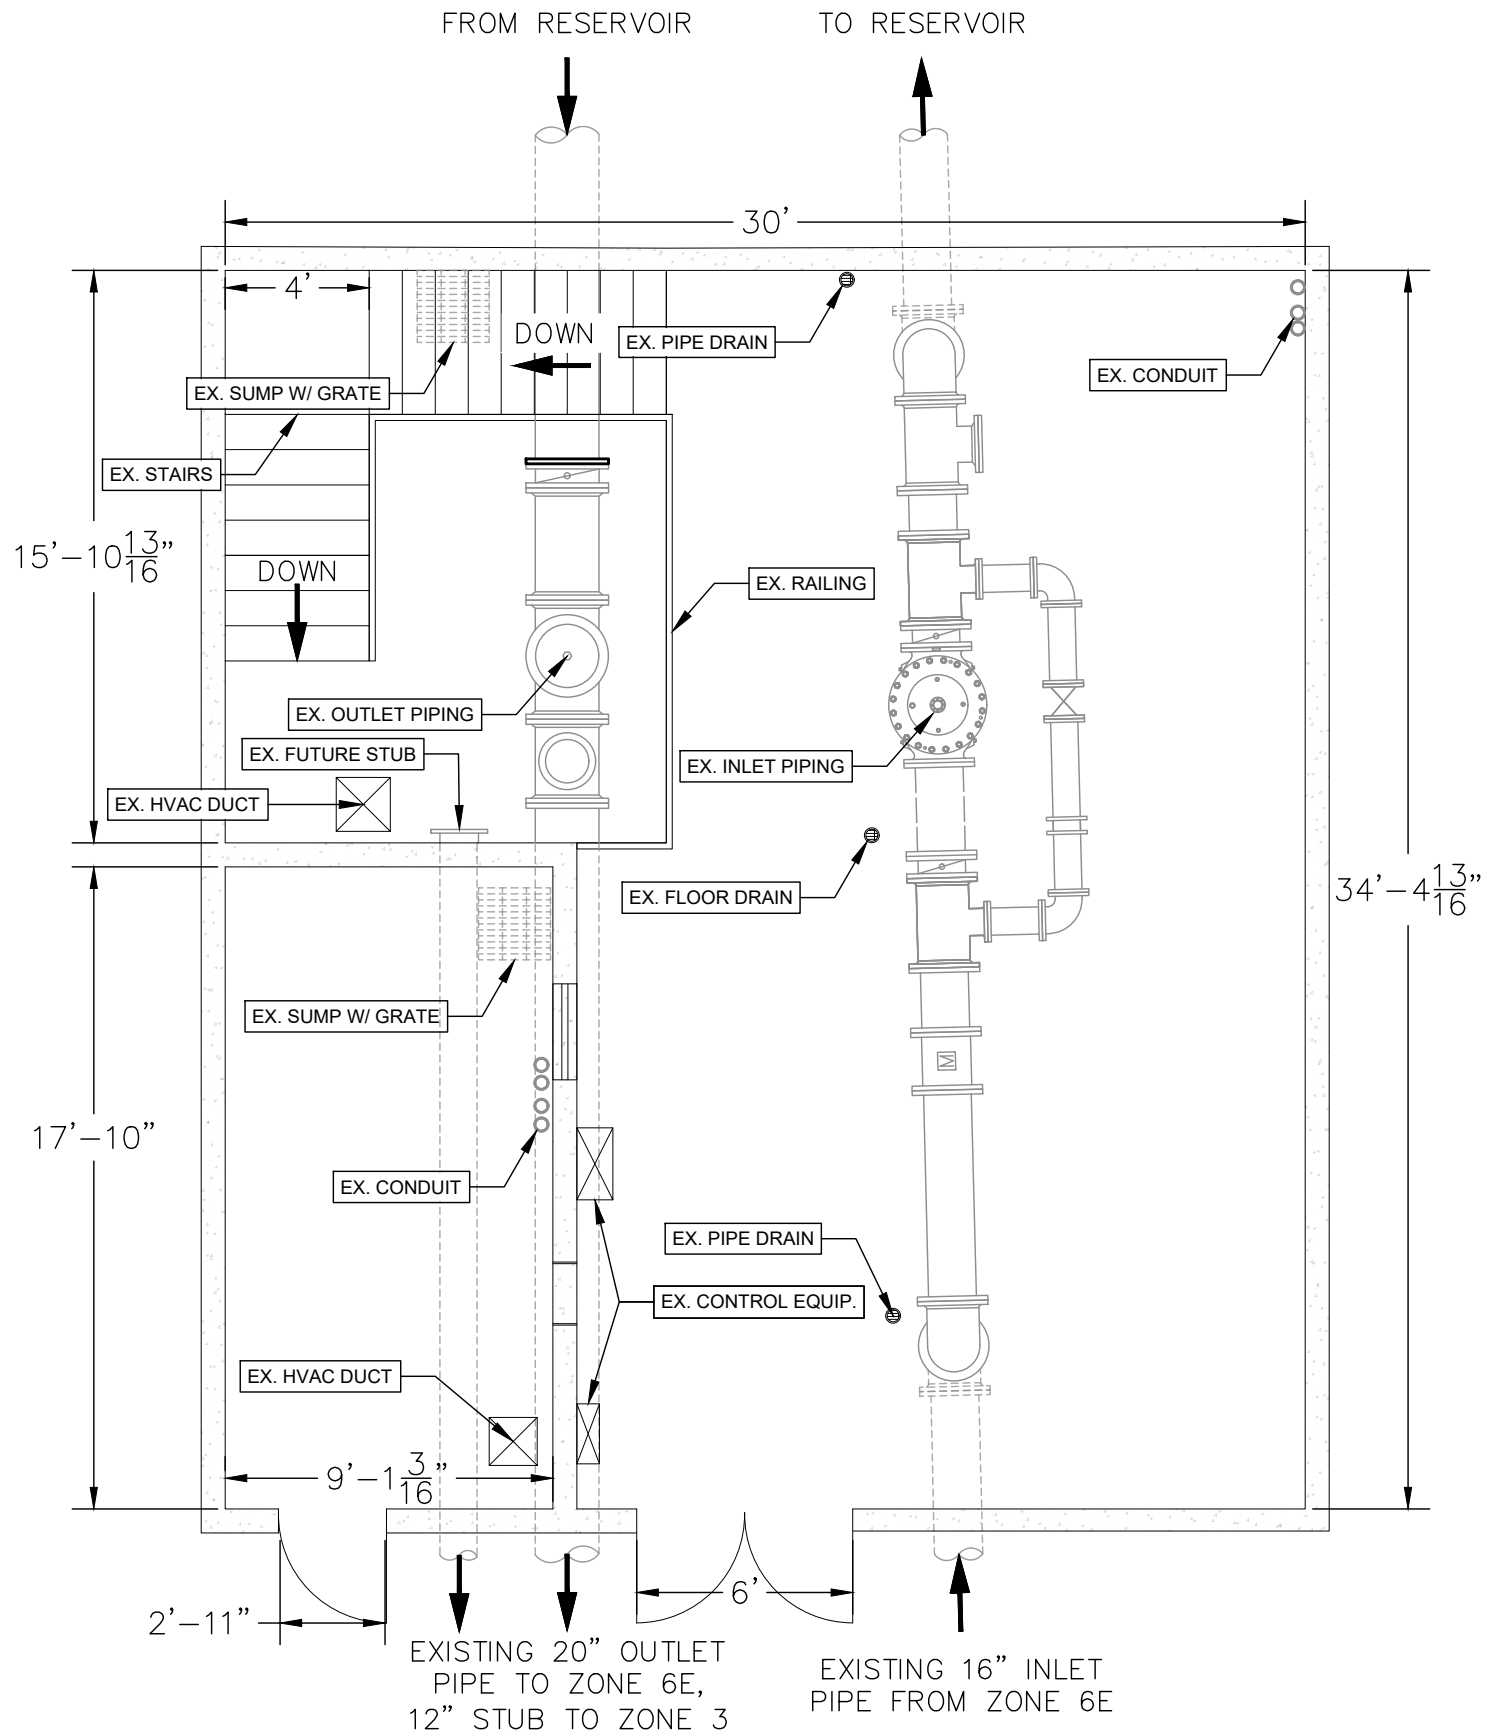 FROM RESERVOIR
TO RESERVOIR
30'
4'
DOWN
EX. PIPE DRAIN
EX. CONDUIT
EX. SUMP W/ GRATE
EX. STAIRS
15'-10 13/16"
DOWN
EX. RAILING
EX. OUTLET PIPING
EX. FUTURE STUB
EX. INLET PIPING
EX. HVAC DUCT
EX. FLOOR DRAIN
34'-4 13/16"
EX. SUMP W/ GRATE
M
17'-10"
EX. CONDUIT
EX. PIPE DRAIN
EX. CONTROL EQUIP.
EX. HVAC DUCT
9'-1 3/16"
6'
2'-11"
EXISTING 20" OUTLET
PIPE TO ZONE 6E,
12" STUB TO ZONE 3
EXISTING 16" INLET
PIPE FROM ZONE 6E